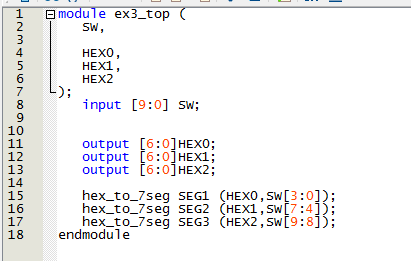 1 module ex3_top (
2 SW,
3
4 HEX0,
5 HEX1,
6 HEX2
7 );
8 input [9:0] SW;
9
10
11 output [6:0]HEX0;
12 output [6:0]HEX1;
13 output [6:0]HEX2;
14
15 hex_to_7seg SEG1 (HEX0,SW[3:0]);
16 hex_to_7seg SEG2 (HEX1,SW[7:4]);
17 hex_to_7seg SEG3 (HEX2,SW[9:8]);
18 endmodule